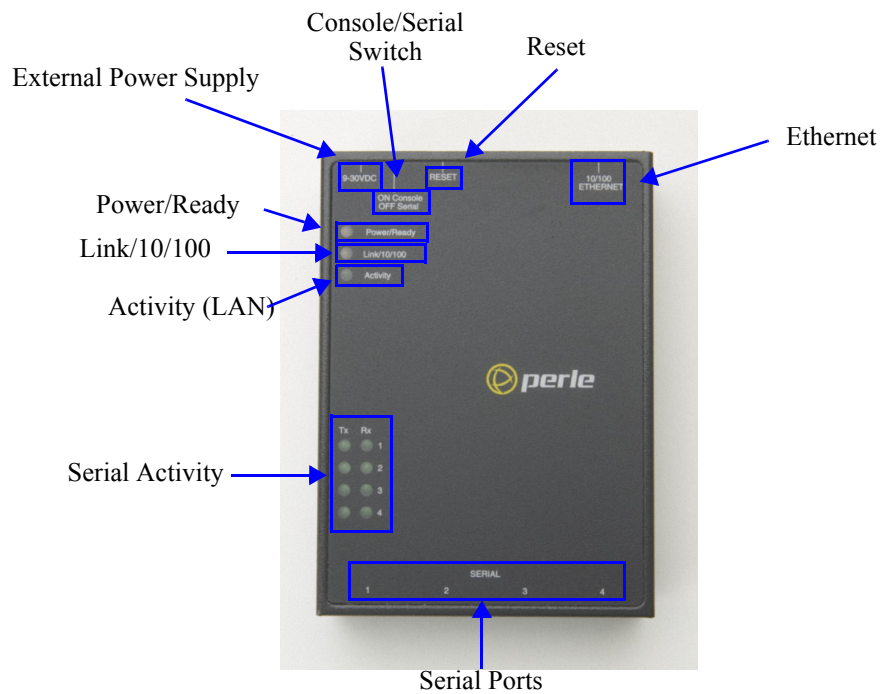 Console/Serial
Switch
Reset
External Power Supply
Ethernet
9-30VDC
RESET
10/100
ETHERNET
ON Console
OFF Serial
Power/Ready
Power/Ready
Link/10/100
Link/10/100
Activity
Activity (LAN)
perle
Tx Rx
1
Serial Activity
2
3
4
SERIAL
1 2 3 4
Serial Ports